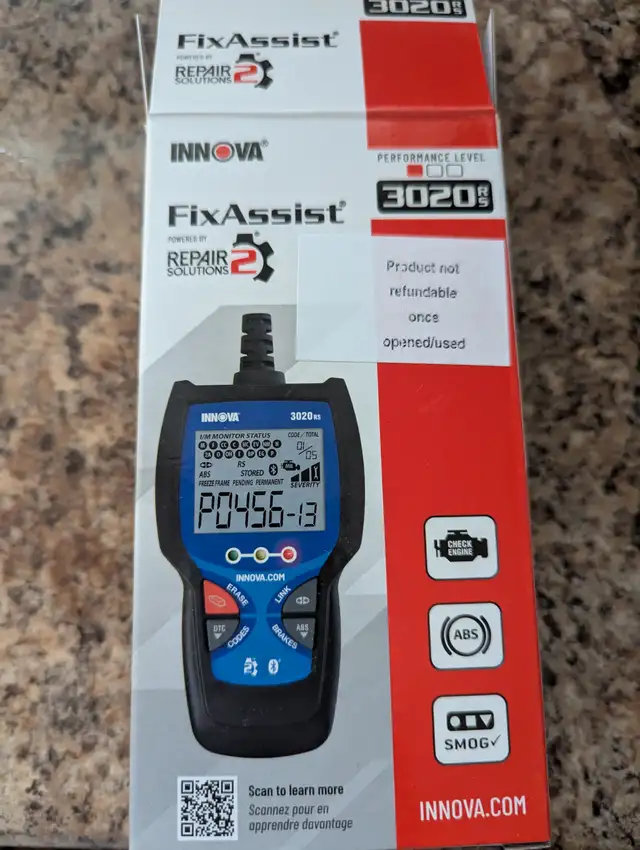 3020RS
FixAssist®
POWERED BY
REPAIR
SOLUTIONS 2
INNOVA®
PERFORMANCE LEVEL
3020RS
FixAssist®
POWERED BY
REPAIR
SOLUTIONS 2
Product not
refundable
once
opened/used
INNOVA® 3020RS
I/M MONITOR STATUS CODE / TOTAL
01/05
ABS
RS
STORED
MIL
FREEZE FRAME PENDING PERMANENT
SEVERITY
P0456-13
INNOVA.COM
ERASE
LINK
DTC
CODES
BRAKES
ABS
2
CHECK
ENGINE
ABS
SMOG✓
Scan to learn more
Scannez pour en
apprendre davantage
INNOVA.COM